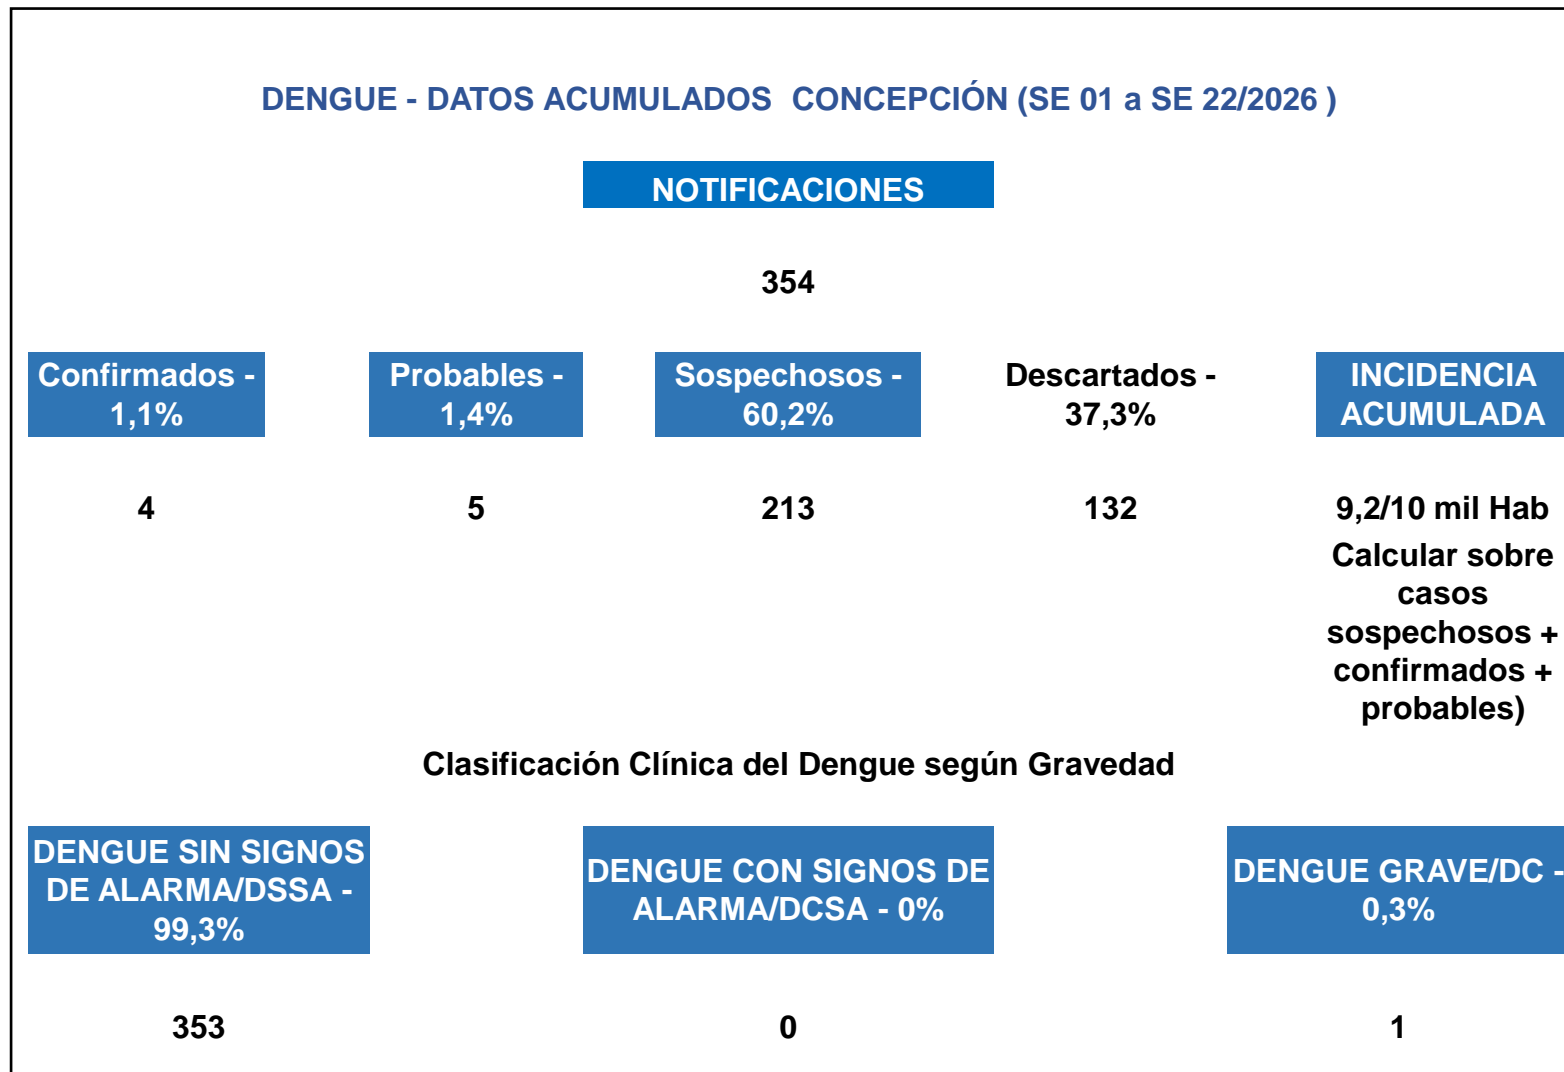 DENGUE - DATOS ACUMULADOS  CONCEPCIÓN (SE 01 a SE 22/2026 )
NOTIFICACIONES
354
Confirmados -
1,1%
Probables -
1,4%
Sospechosos -
60,2%
Descartados -
37,3%
INCIDENCIA
ACUMULADA
4
5
213
132
9,2/10 mil Hab
Calcular sobre
casos
sospechosos +
confirmados +
probables)
Clasificación Clínica del Dengue según Gravedad
DENGUE SIN SIGNOS
DE ALARMA/DSSA -
99,3%
DENGUE CON SIGNOS DE
ALARMA/DCSA - 0%
DENGUE GRAVE/DC -
0,3%
353
0
1